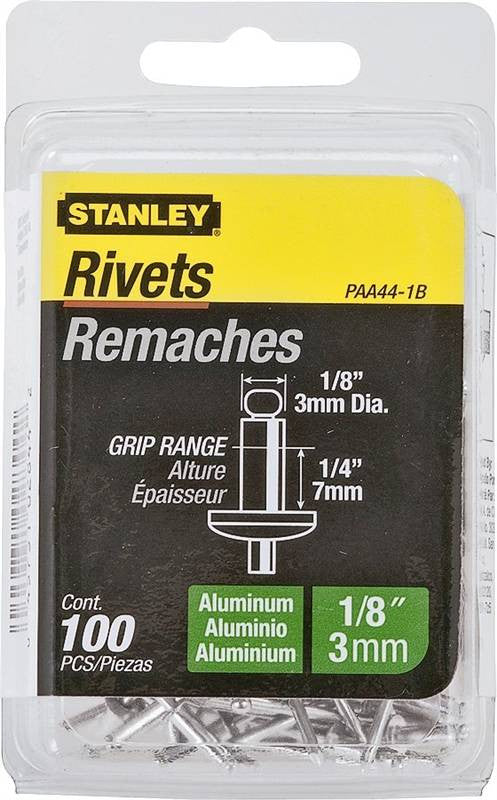 STANLEY®
Rivets
PAA44-1B
Remaches
1/8”
3mm Dia.
GRIP RANGE
Alture
Épaisseur
1/4”
7mm
Cont.
100
PCS/Piezas
Aluminum
Aluminio
Aluminium
1/8″
3mm